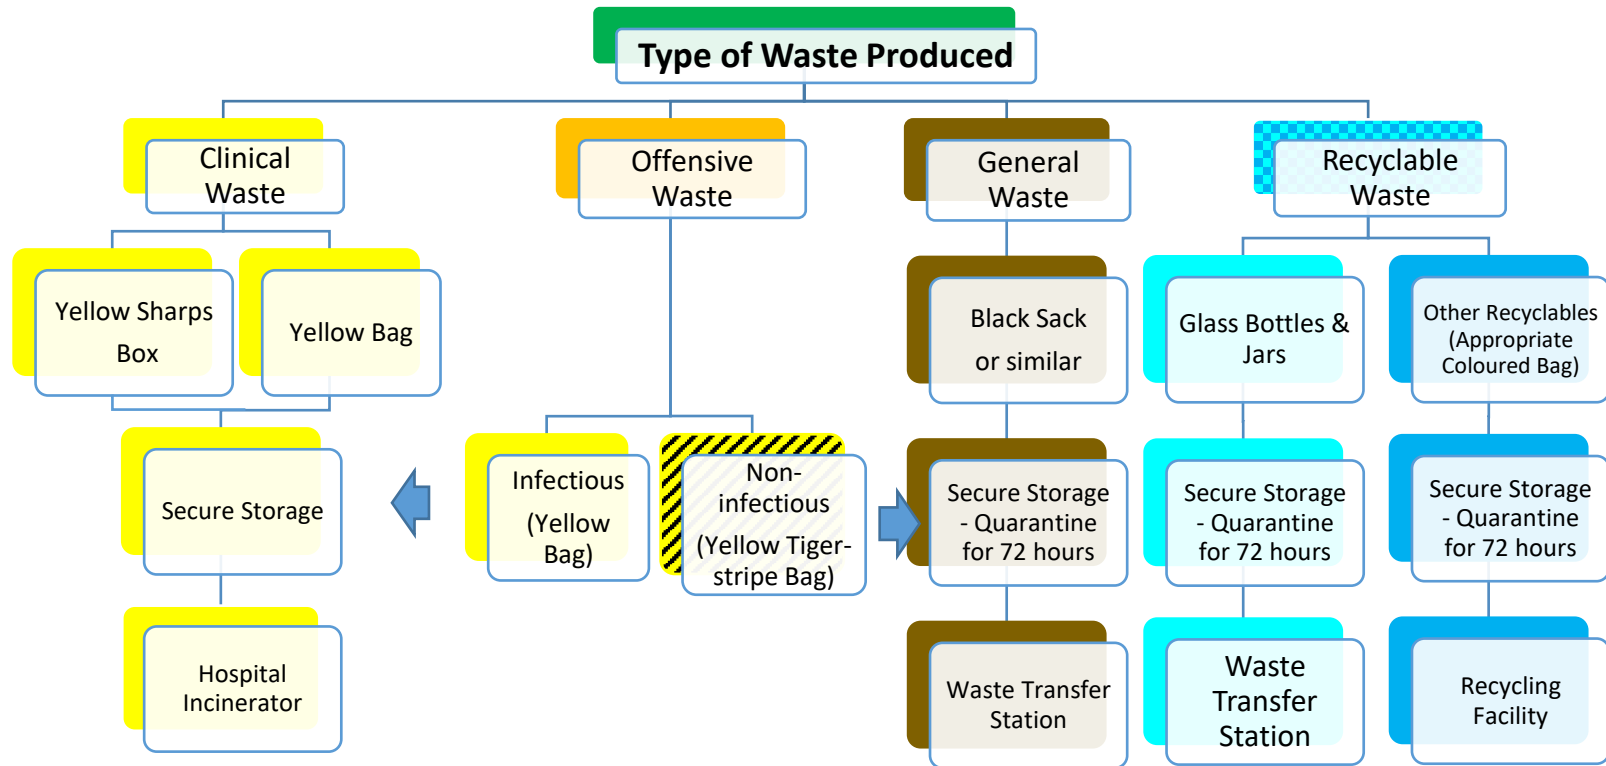 Type of Waste Produced
Clinical
Waste
Offensive
Waste
General
Waste
Recyclable
Waste
Yellow Sharps
Box
Yellow Bag
Black Sack
or similar
Glass Bottles &
Jars
Other Recyclables
(Appropriate
Coloured Bag)
Secure Storage
Infectious
(Yellow
Bag)
Non-
infectious
(Yellow Tiger-
stripe Bag)
Secure Storage
- Quarantine
for 72 hours
Secure Storage
- Quarantine
for 72 hours
Secure Storage
- Quarantine
for 72 hours
Hospital
Incinerator
Waste Transfer
Station
Waste
Transfer
Station
Recycling
Facility